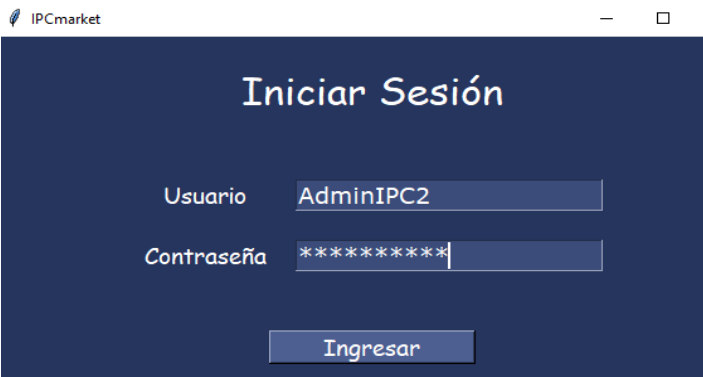 IPCmarket
Iniciar Sesión
Usuario AdminIPC2
Contraseña **********
Ingresar